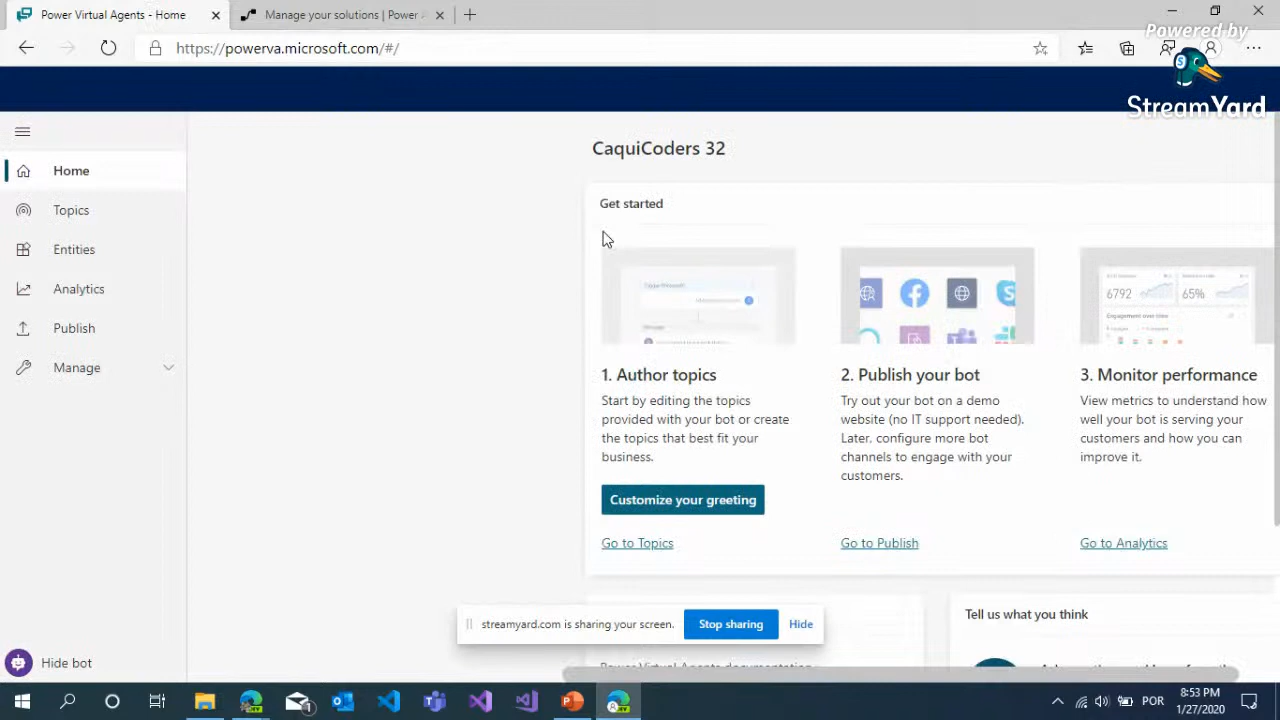 Power Virtual Agents - Home
Manage your solutions | Power
https://powerva.microsoft.com/#/
Powered by
StreamYard
CaquiCoders 32
Home
Topics
Entities
Analytics
Publish
Manage
Hide bot
Get started
6792
65%
1. Author topics
Start by editing the topics
provided with your bot or create
the topics that best fit your
business.
Customize your greeting
Go to Topics
2. Publish your bot
Try out your bot on a demo
website (no IT support needed).
Later, configure more bot
channels to engage with your
customers.
Go to Publish
3. Monitor performance
View metrics to understand how
well your bot is serving your
customers and how you can
improve it.
Go to Analytics
streamyard.com is sharing your screen.
Stop sharing
Hide
Tell us what you think
Power Virtual Agents documentation
POR
8:53 PM
1/27/2020